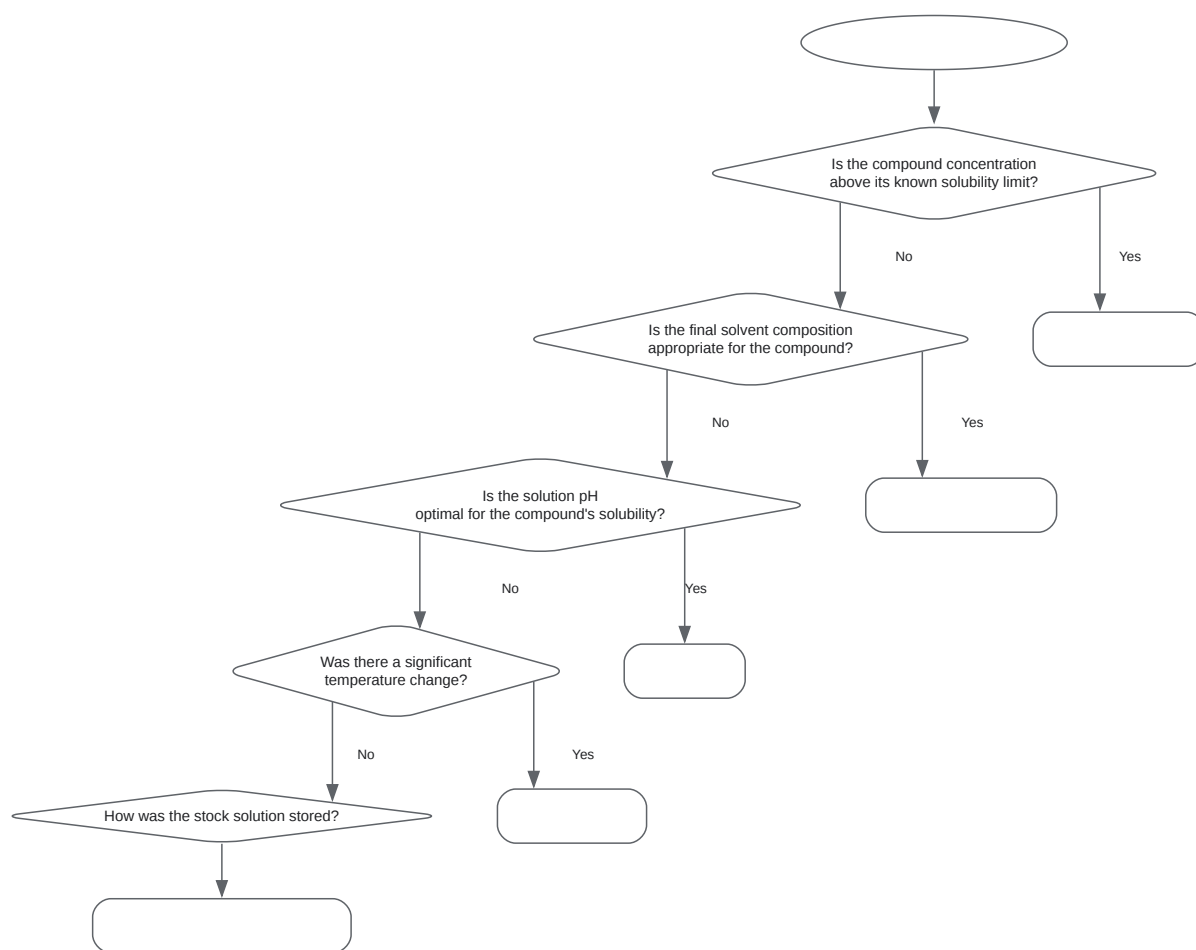 Is the compound concentration
above its known solubility limit?
No
Yes
Is the final solvent composition
appropriate for the compound?
No
Yes
Is the solution pH
optimal for the compound's solubility?
No
Yes
Was there a significant
temperature change?
No
Yes
How was the stock solution stored?